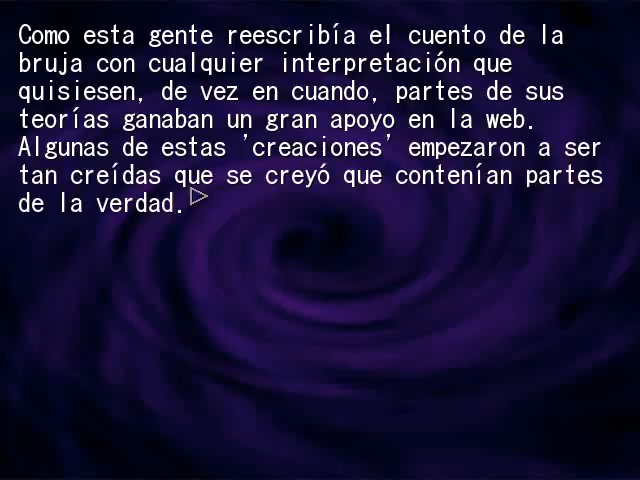 Como esta gente reescribía el cuento de la
bruja con cualquier interpretación que
quisiesen, de vez en cuando, partes de sus
teorías ganaban un gran apoyo en la web.
Algunas de estas 'creaciones' empezaron a ser
tan creídas que se creyó que contenían partes
de la verdad.